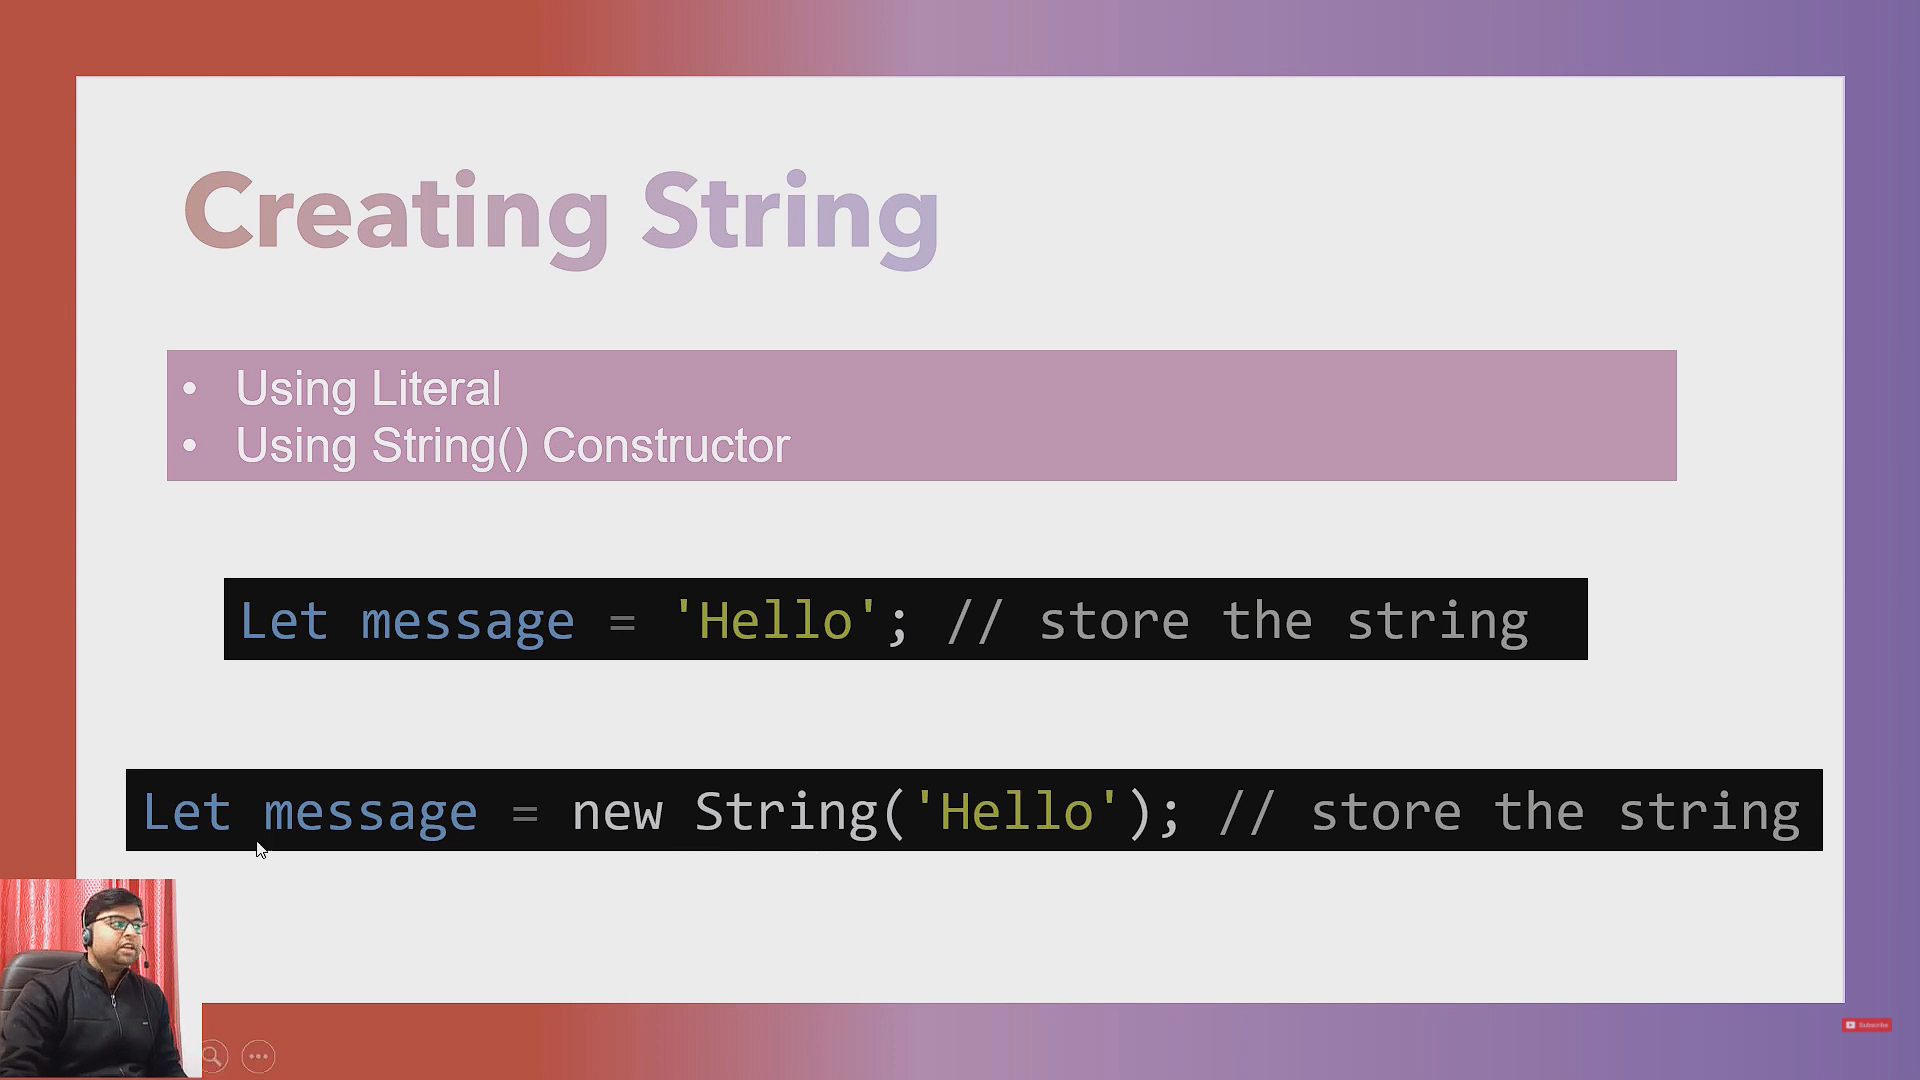 Creating String
• Using Literal
• Using String() Constructor
Let message = 'Hello'; // store the string
Let message = new String('Hello'); // store the string
Subscribe